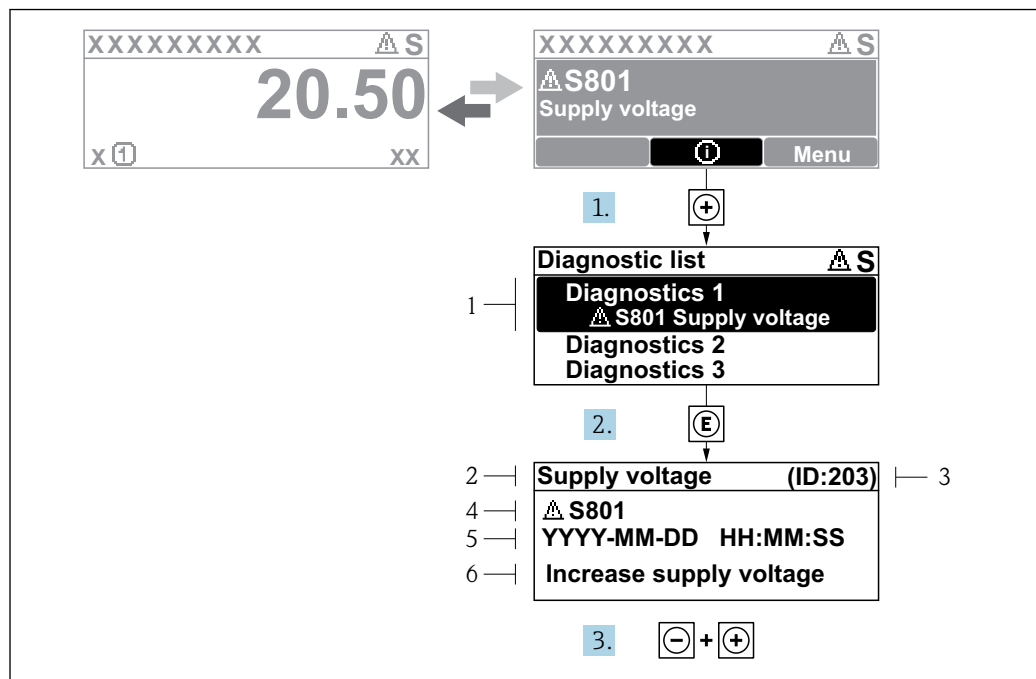 XXXXXXXXX ⚠ S
20.50
X ① XX
XXXXXXXXX ⚠ S
⚠ S801
Supply voltage
ⓘ Menu
1. +
Diagnostic list ⚠ S
1
Diagnostics 1
⚠ S801 Supply voltage
Diagnostics 2
Diagnostics 3
2. E
2 Supply voltage (ID:203) 3
4 ⚠ S801
5 YYYY-MM-DD HH:MM:SS
6 Increase supply voltage
3. - + +